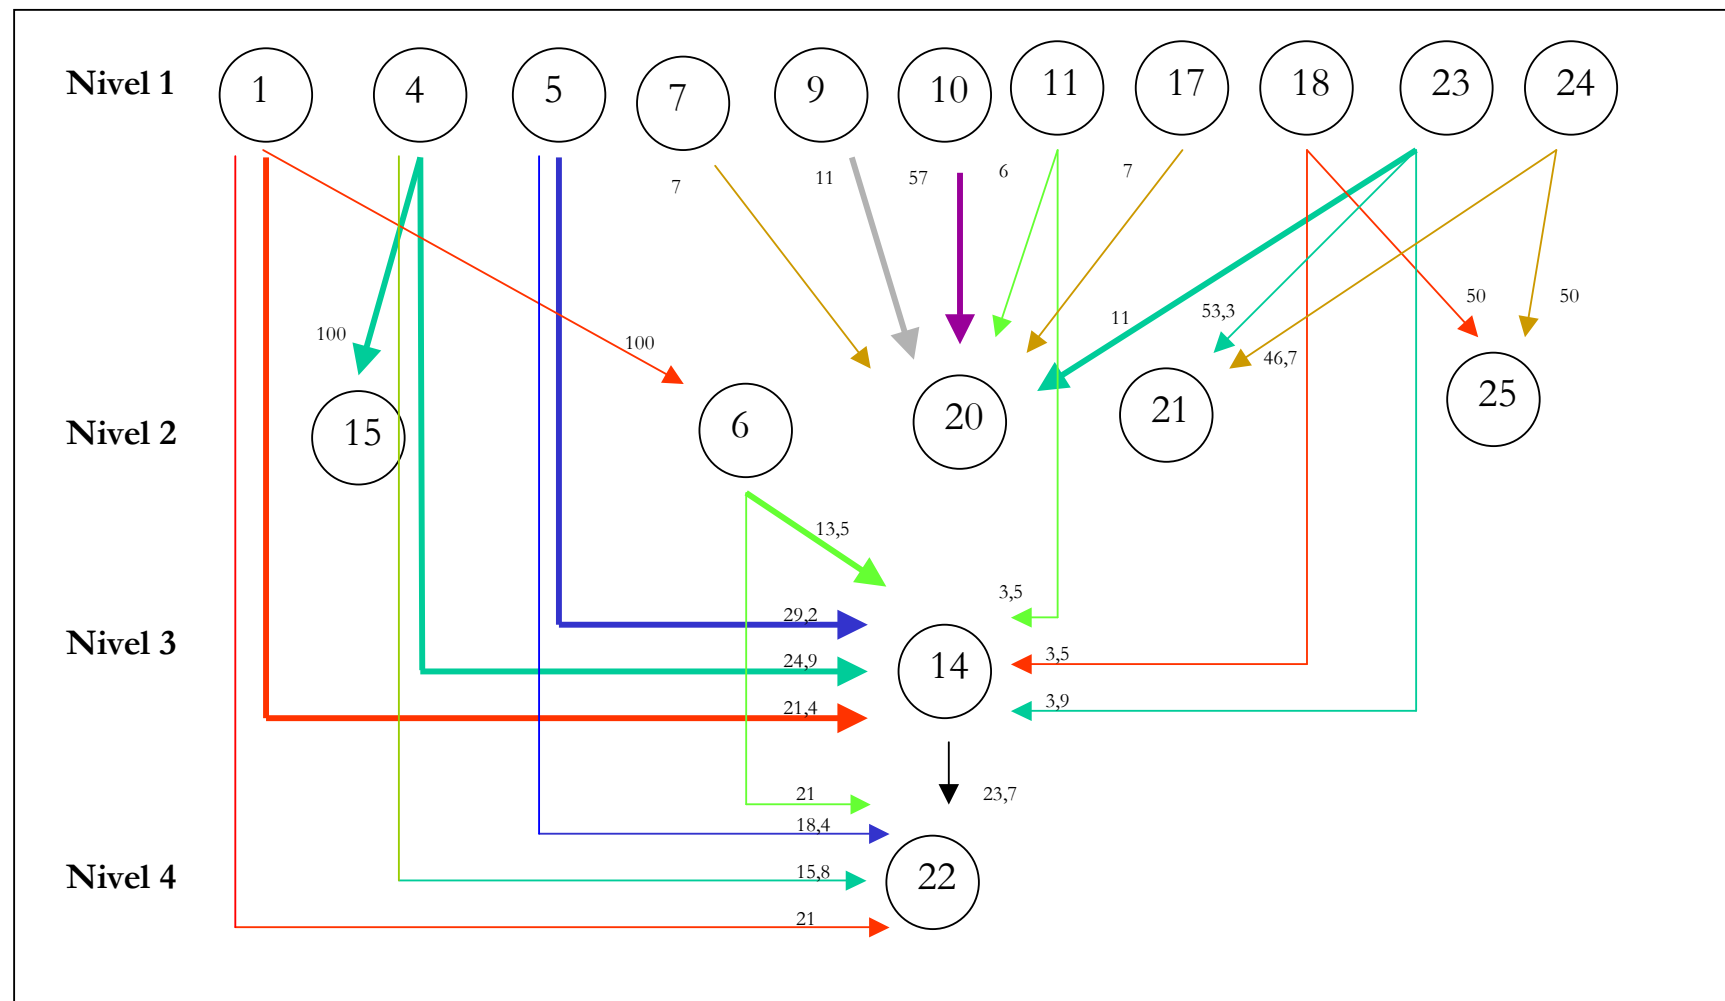 Nivel 1 1 4 5 7 9 10 11 17 18 23 24
7 11 57 6 7
100 100 11 53,3 46,7 50 50
Nivel 2 15 6 20 21 25
13,5
3,5
29,2
Nivel 3 24,9 14 3,5
21,4 3,9
21 23,7
18,4
Nivel 4 15,8 22
21